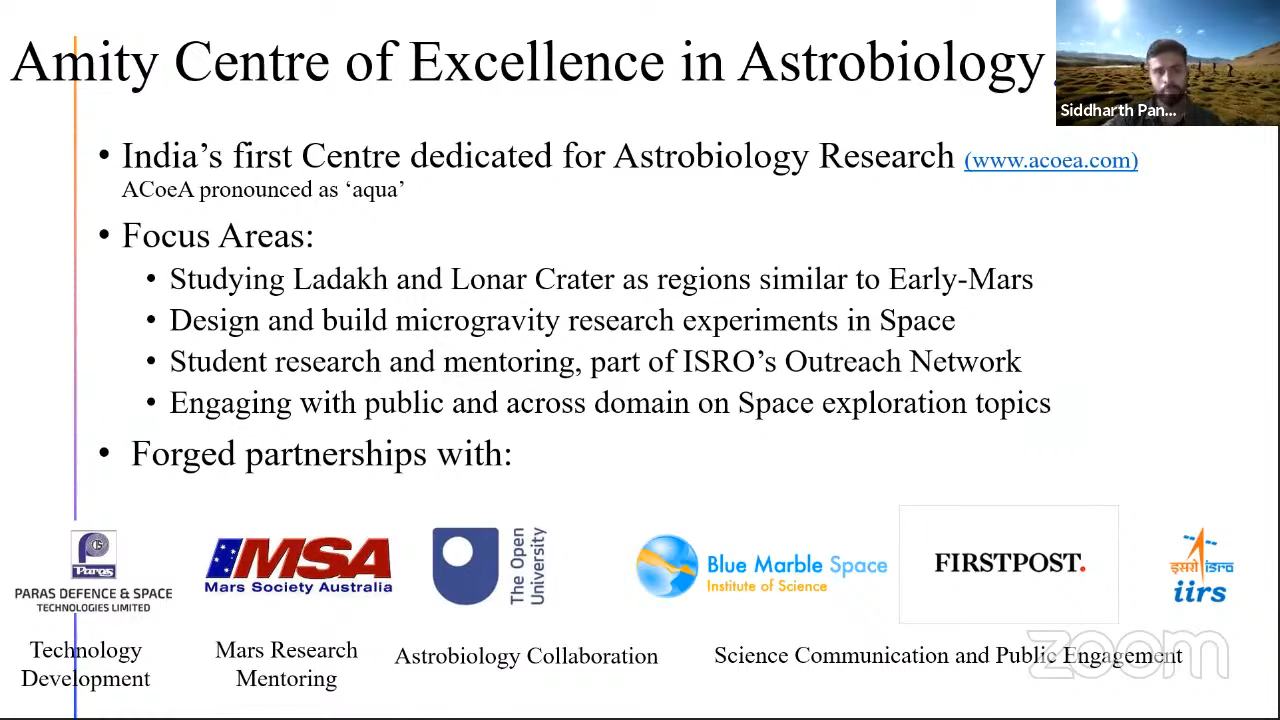 Amity Centre of Excellence in Astrobiology
Siddharth Pan...
• India’s first Centre dedicated for Astrobiology Research (www.acoea.com)
ACoeA pronounced as ‘aqua’
• Focus Areas:
• Studying Ladakh and Lonar Crater as regions similar to Early-Mars
• Design and build microgravity research experiments in Space
• Student research and mentoring, part of ISRO’s Outreach Network
• Engaging with public and across domain on Space exploration topics
• Forged partnerships with:
Paras
PARAS DEFENCE & SPACE
TECHNOLOGIES LIMITED
MSA
Mars Society Australia
The Open
University
Blue Marble Space
Institute of Science
FIRSTPOST.
इसरो isro
iirs
Technology
Development
Mars Research
Mentoring
Astrobiology Collaboration
Science Communication and Public Engagement
zoom